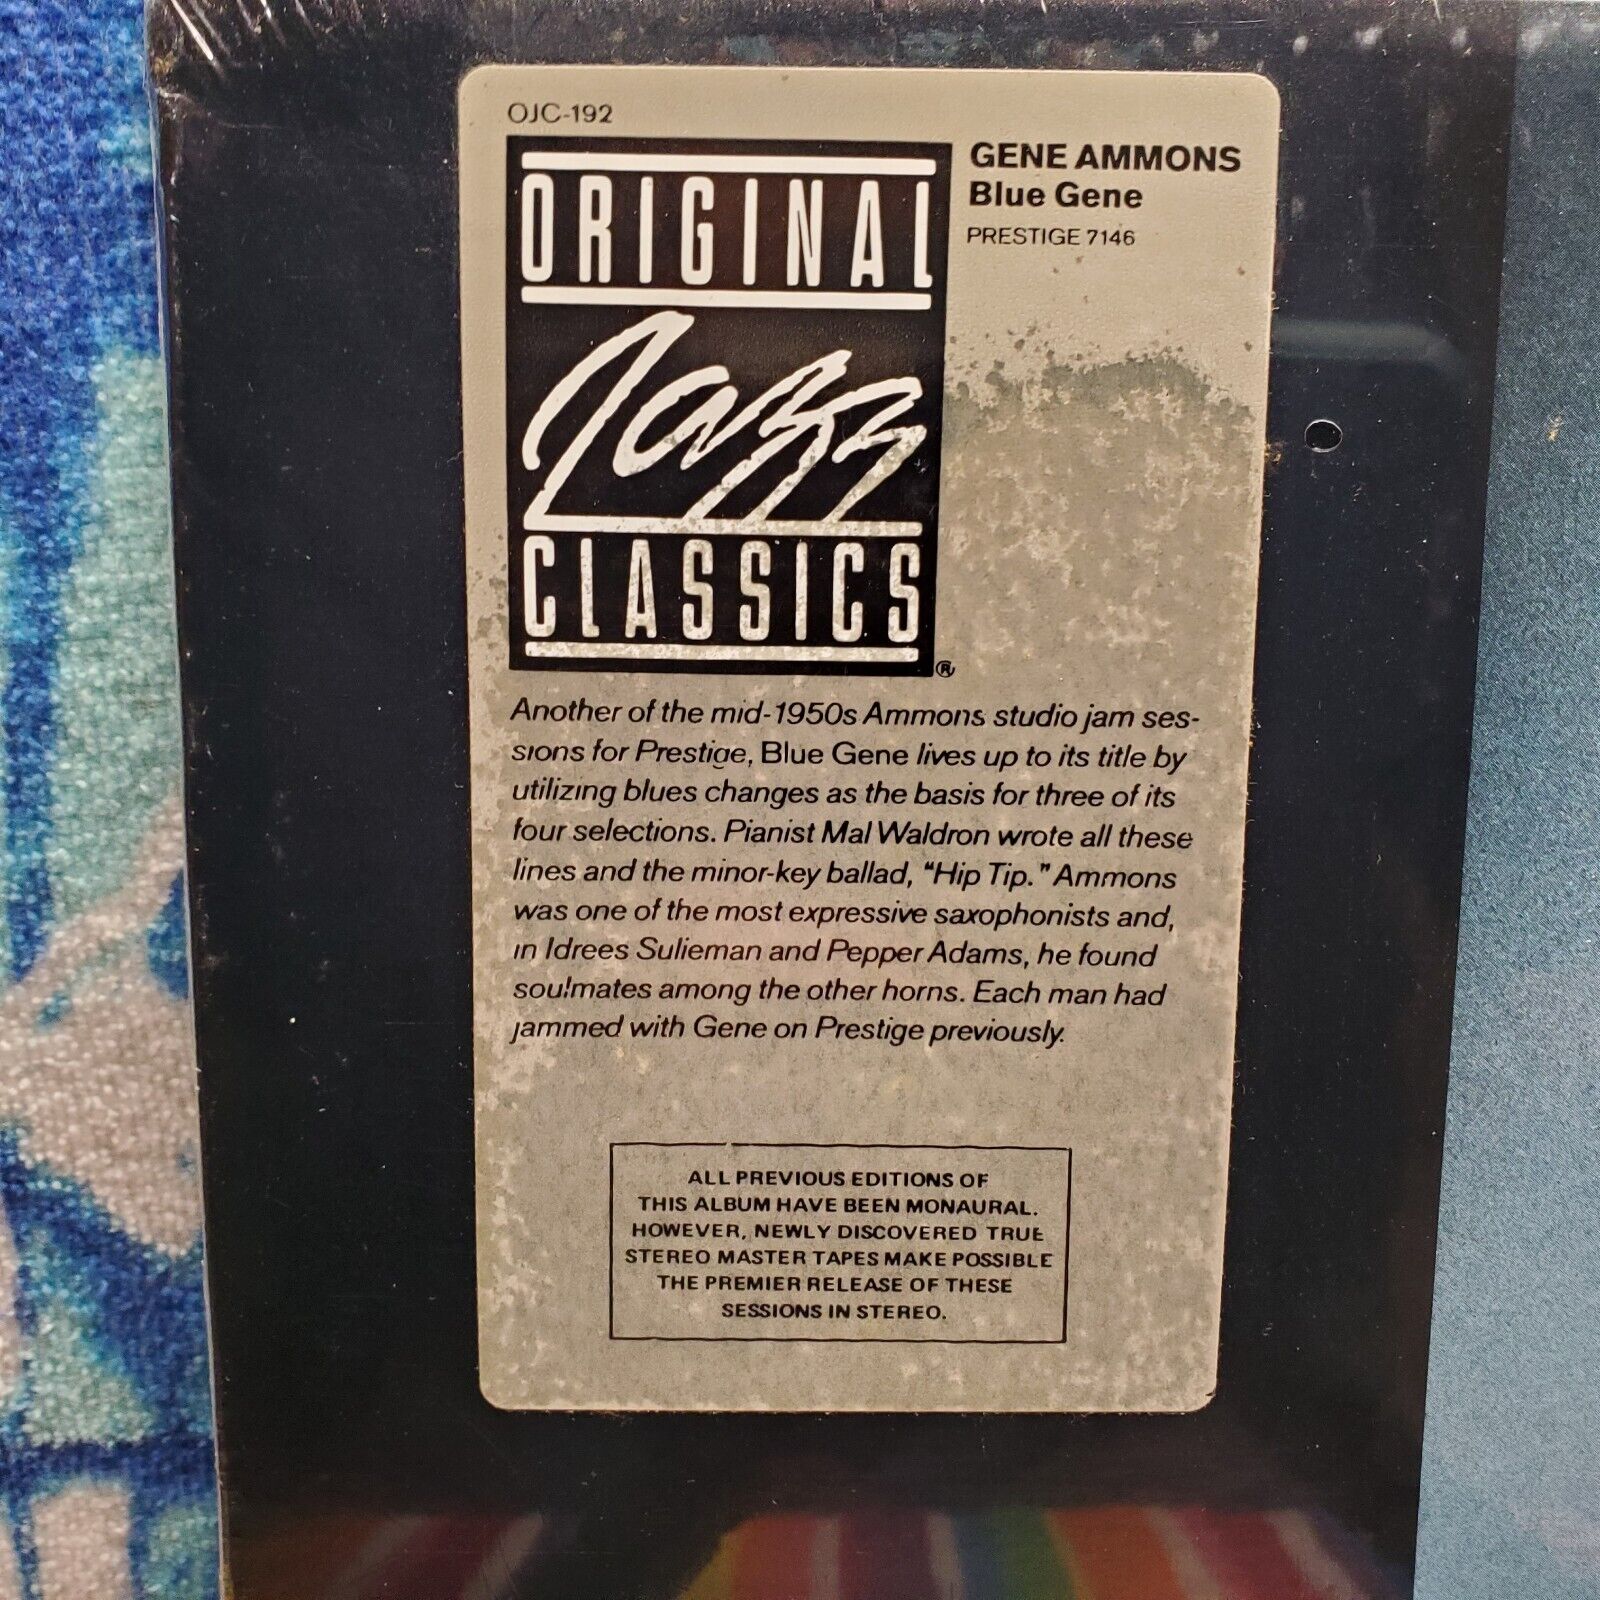 OJC-192
ORIGINAL
Jazz
CLASSICS
®
GENE AMMONS
Blue Gene
PRESTIGE 7146
Another of the mid-1950s Ammons studio jam ses-
sions for Prestige, Blue Gene lives up to its title by
utilizing blues changes as the basis for three of its
four selections. Pianist Mal Waldron wrote all these
lines and the minor-key ballad, "Hip Tip." Ammons
was one of the most expressive saxophonists and,
in Idrees Sulieman and Pepper Adams, he found
soulmates among the other horns. Each man had
jammed with Gene on Prestige previously.
ALL PREVIOUS EDITIONS OF
THIS ALBUM HAVE BEEN MONAURAL.
HOWEVER, NEWLY DISCOVERED TRUE
STEREO MASTER TAPES MAKE POSSIBLE
THE PREMIER RELEASE OF THESE
SESSIONS IN STEREO.